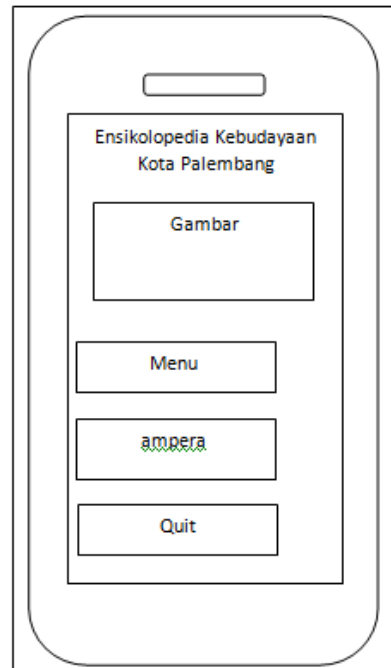 Ensikolopedia Kebudayaan
Kota Palembang
Gambar
Menu
ampera
Quit